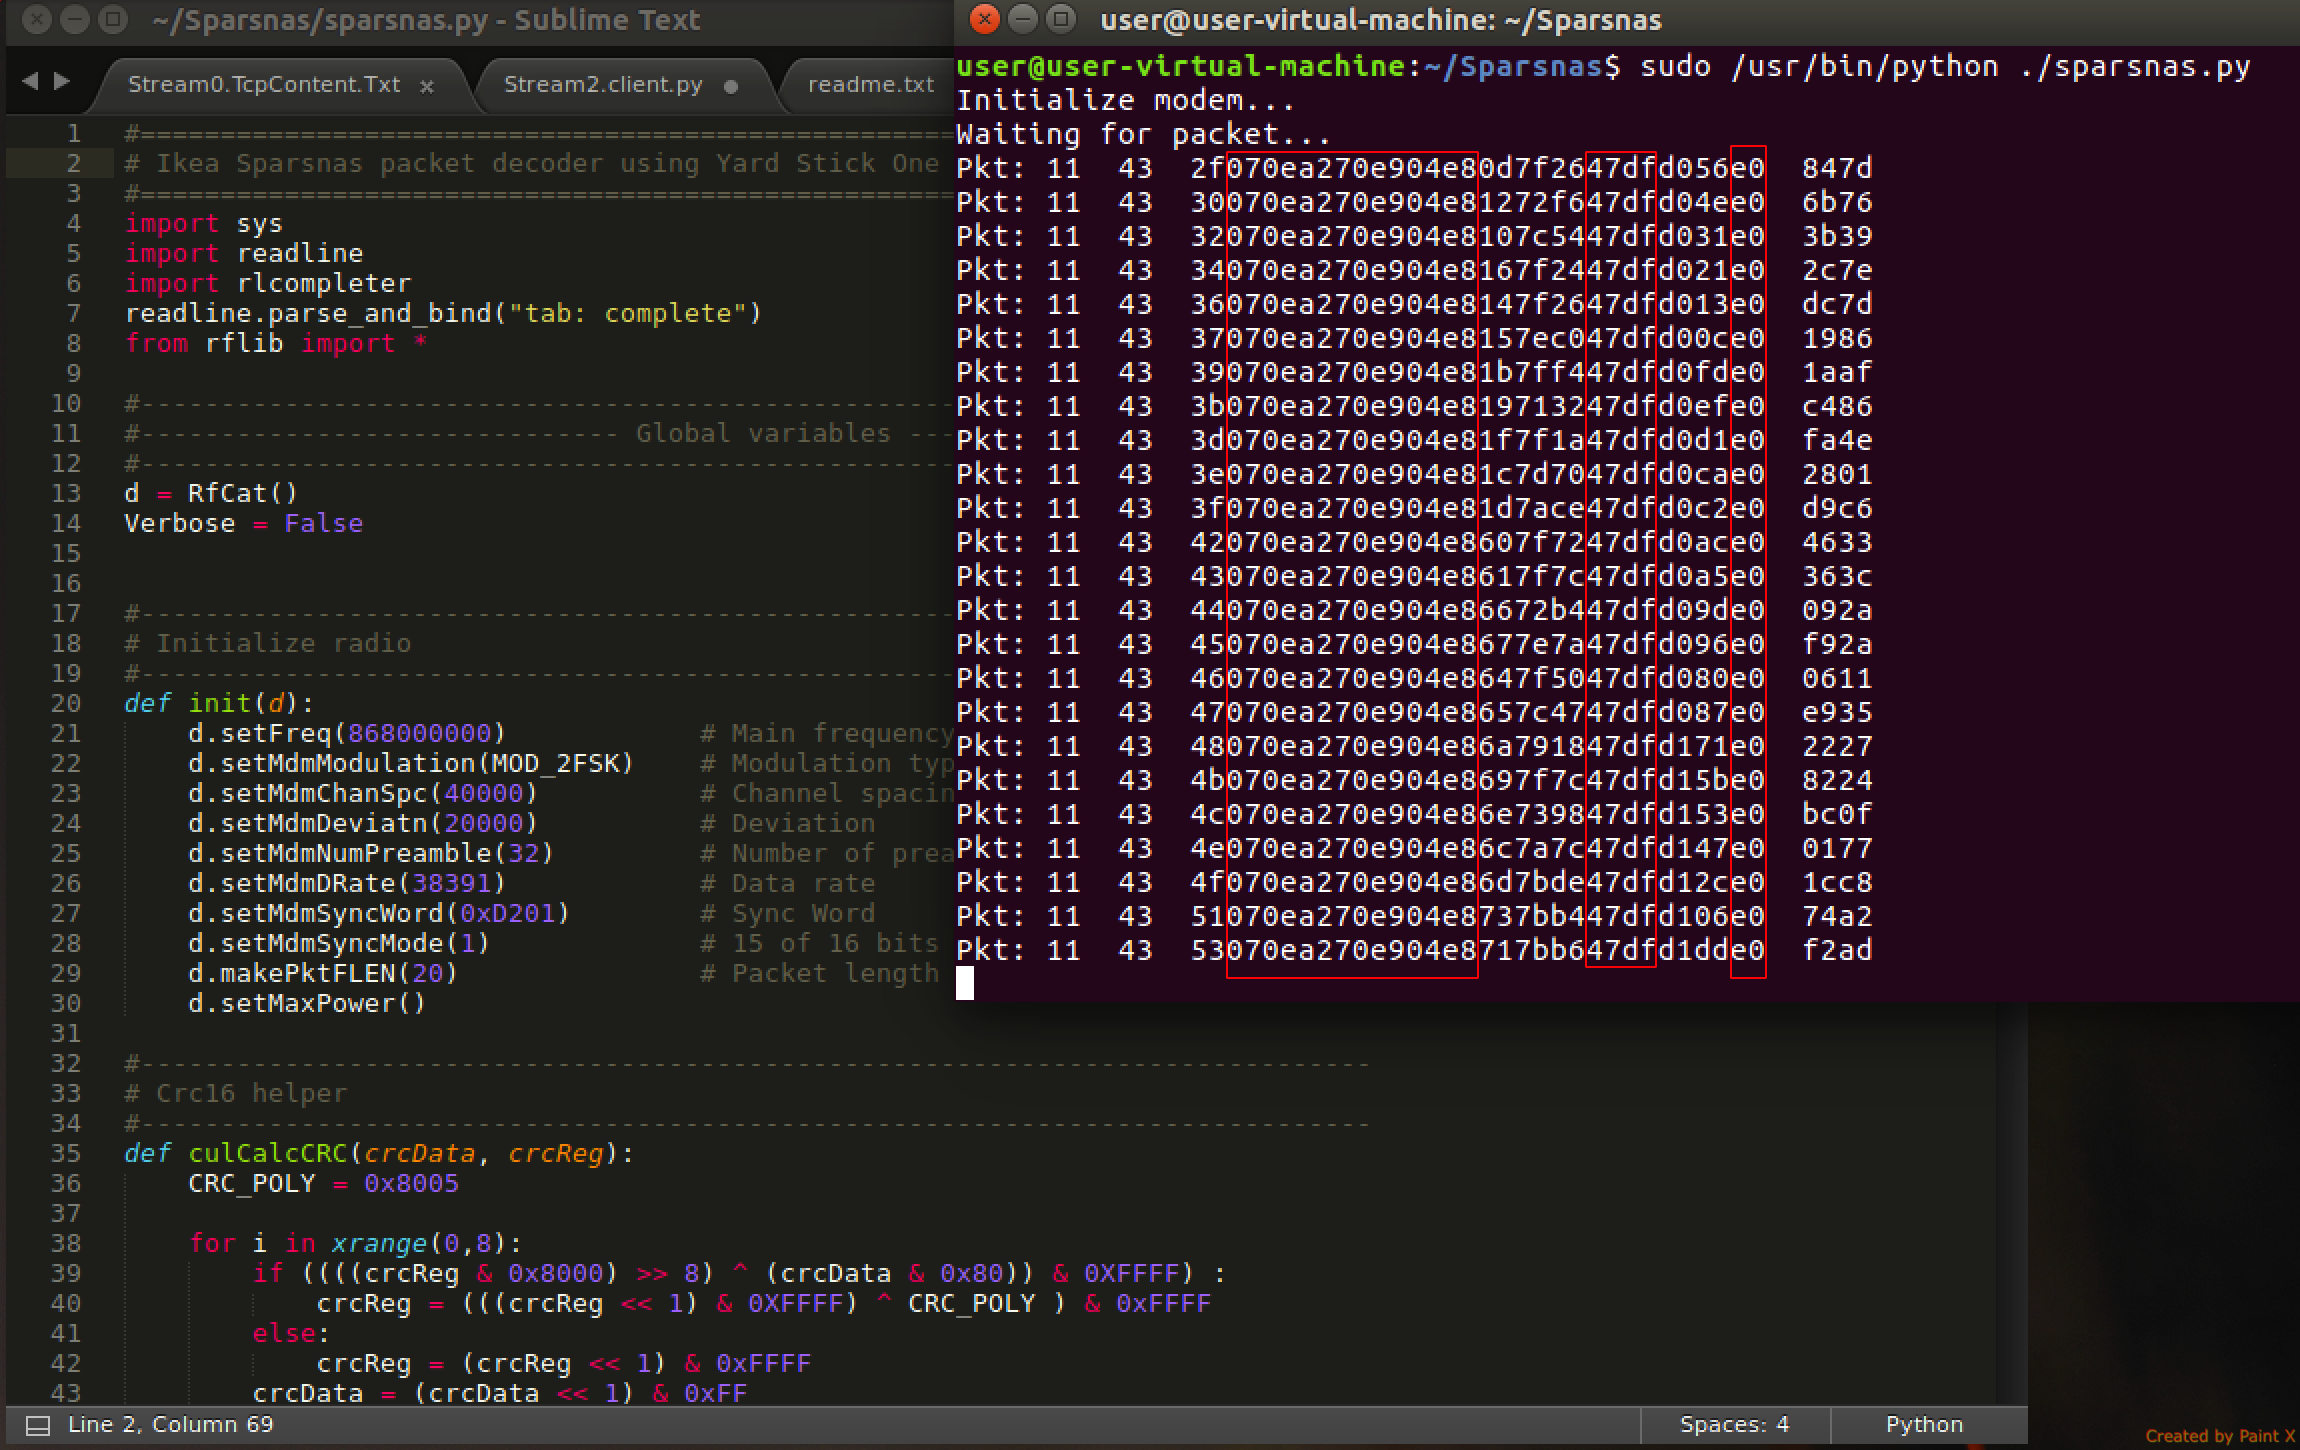 ~/Sparsnas/sparsnas.py - Sublime Text
Stream0.TcpContent.Txt × Stream2.client.py ● readme.txt
1 #===================================================
2 # Ikea Sparsnas packet decoder using Yard Stick One
3 #===================================================
4 import sys
5 import readline
6 import rlcompleter
7 readline.parse_and_bind("tab: complete")
8 from rflib import *
9
10 #---------------------------------------------------
11 #------------------------------ Global variables ---
12 #---------------------------------------------------
13 d = RfCat()
14 Verbose = False
15
16
17 #---------------------------------------------------
18 # Initialize radio
19 #---------------------------------------------------
20 def init(d):
21     d.setFreq(868000000)            # Main frequency
22     d.setMdmModulation(MOD_2FSK)    # Modulation typ
23     d.setMdmChanSpc(40000)          # Channel spacin
24     d.setMdmDeviatn(20000)          # Deviation
25     d.setMdmNumPreamble(32)         # Number of prea
26     d.setMdmDRate(38391)            # Data rate
27     d.setMdmSyncWord(0xD201)        # Sync Word
28     d.setMdmSyncMode(1)             # 15 of 16 bits
29     d.makePktFLEN(20)               # Packet length
30     d.setMaxPower()
31
32 #-----------------------------------------------------------------------------
33 # Crc16 helper
34 #-----------------------------------------------------------------------------
35 def culCalcCRC(crcData, crcReg):
36     CRC_POLY = 0x8005
37
38     for i in xrange(0,8):
39         if ((((crcReg & 0x8000) >> 8) ^ (crcData & 0x80)) & 0XFFFF) :
40             crcReg = (((crcReg << 1) & 0XFFFF) ^ CRC_POLY ) & 0xFFFF
41         else:
42             crcReg = (crcReg << 1) & 0xFFFF
43         crcData = (crcData << 1) & 0xFF
Line 2, Column 69
Spaces: 4
Python
user@user-virtual-machine: ~/Sparsnas
user@user-virtual-machine:~/Sparsnas$ sudo /usr/bin/python ./sparsnas.py
Initialize modem...
Waiting for packet...
Pkt: 11  43  2f070ea270e904e80d7f2647dfd056e0  847d
Pkt: 11  43  30070ea270e904e81272f647dfd04ee0  6b76
Pkt: 11  43  32070ea270e904e8107c5447dfd031e0  3b39
Pkt: 11  43  34070ea270e904e8167f2447dfd021e0  2c7e
Pkt: 11  43  36070ea270e904e8147f2647dfd013e0  dc7d
Pkt: 11  43  37070ea270e904e8157ec047dfd00ce0  1986
Pkt: 11  43  39070ea270e904e81b7ff447dfd0fde0  1aaf
Pkt: 11  43  3b070ea270e904e819713247dfd0efe0  c486
Pkt: 11  43  3d070ea270e904e81f7f1a47dfd0d1e0  fa4e
Pkt: 11  43  3e070ea270e904e81c7d7047dfd0cae0  2801
Pkt: 11  43  3f070ea270e904e81d7ace47dfd0c2e0  d9c6
Pkt: 11  43  42070ea270e904e8607f7247dfd0ace0  4633
Pkt: 11  43  43070ea270e904e8617f7c47dfd0a5e0  363c
Pkt: 11  43  44070ea270e904e86672b447dfd09de0  092a
Pkt: 11  43  45070ea270e904e8677e7a47dfd096e0  f92a
Pkt: 11  43  46070ea270e904e8647f5047dfd080e0  0611
Pkt: 11  43  47070ea270e904e8657c4747dfd087e0  e935
Pkt: 11  43  48070ea270e904e86a791847dfd171e0  2227
Pkt: 11  43  4b070ea270e904e8697f7c47dfd15be0  8224
Pkt: 11  43  4c070ea270e904e86e739847dfd153e0  bc0f
Pkt: 11  43  4e070ea270e904e86c7a7c47dfd147e0  0177
Pkt: 11  43  4f070ea270e904e86d7bde47dfd12ce0  1cc8
Pkt: 11  43  51070ea270e904e8737bb447dfd106e0  74a2
Pkt: 11  43  53070ea270e904e8717bb647dfd1dde0  f2ad
Created by Paint X